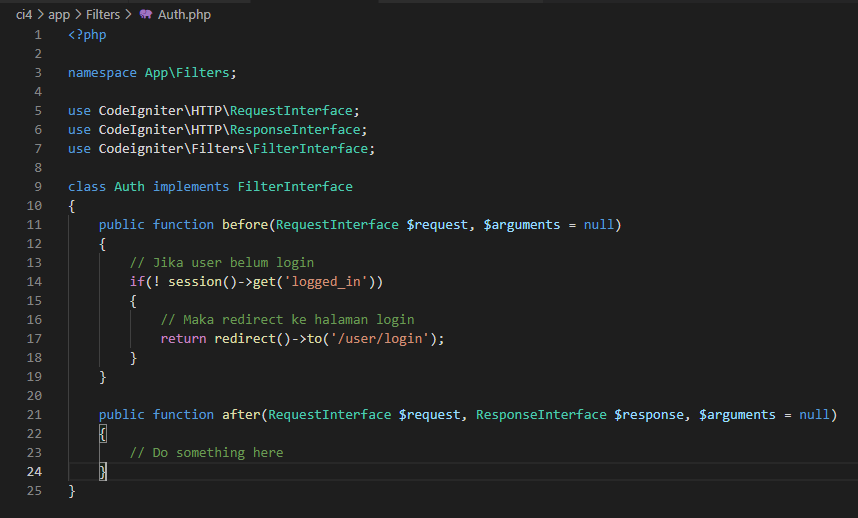 ci4 > app > Filters > Auth.php
1 <?php
2
3 namespace App\Filters;
4
5 use CodeIgniter\HTTP\RequestInterface;
6 use CodeIgniter\HTTP\ResponseInterface;
7 use Codeigniter\Filters\FilterInterface;
8
9 class Auth implements FilterInterface
10 {
11     public function before(RequestInterface $request, $arguments = null)
12     {
13         // Jika user belum login
14         if(! session()->get('logged_in'))
15         {
16             // Maka redirect ke halaman login
17             return redirect()->to('/user/login');
18         }
19     }
20
21     public function after(RequestInterface $request, ResponseInterface $response, $arguments = null)
22     {
23         // Do something here
24     }
25 }